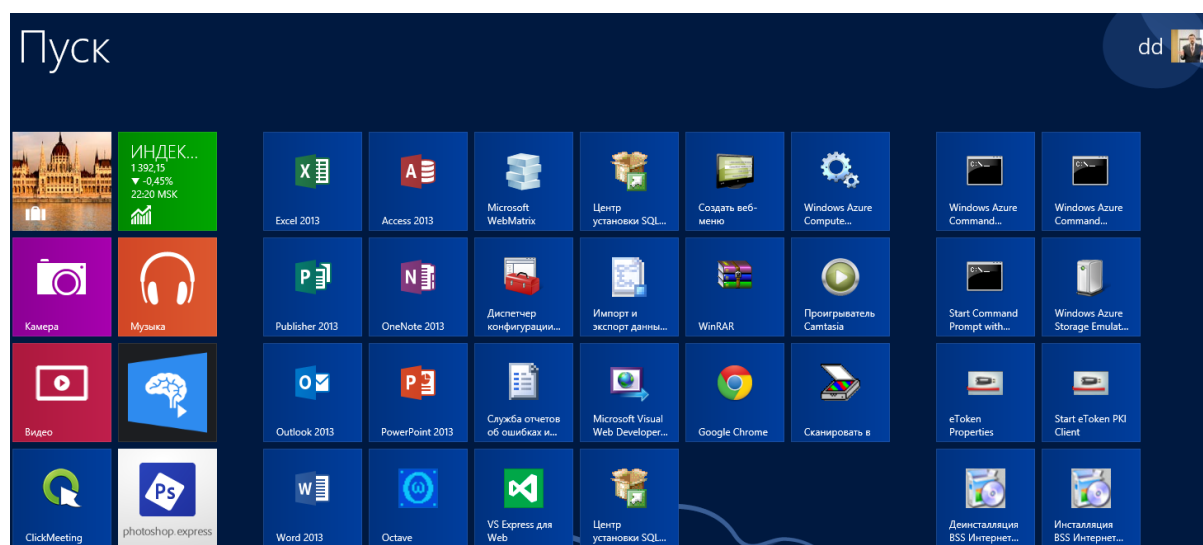 Пуск
dd
ИНДЕК...
1 392,15
▼ -0,45%
22:20 MSK
Excel 2013
Access 2013
Microsoft
WebMatrix
Центр
установки SQL...
Создать веб-
меню
Windows Azure
Compute...
Windows Azure
Command...
Windows Azure
Command...
Камера
Музыка
Publisher 2013
OneNote 2013
Диспетчер
конфигурации...
Импорт и
экспорт данны...
WinRAR
Проигрыватель
Camtasia
Start Command
Prompt with...
Windows Azure
Storage Emulat...
Видео
Outlook 2013
PowerPoint 2013
Служба отчетов
об ошибках и...
Microsoft Visual
Web Developer...
Google Chrome
Сканировать в
eToken
Properties
Start eToken PKI
Client
ClickMeeting
Ps
photoshop.express
Word 2013
Octave
VS Express для
Web
Центр
установки SQL...
Деинсталляция
BSS Интернет...
Инсталляция
BSS Интернет...